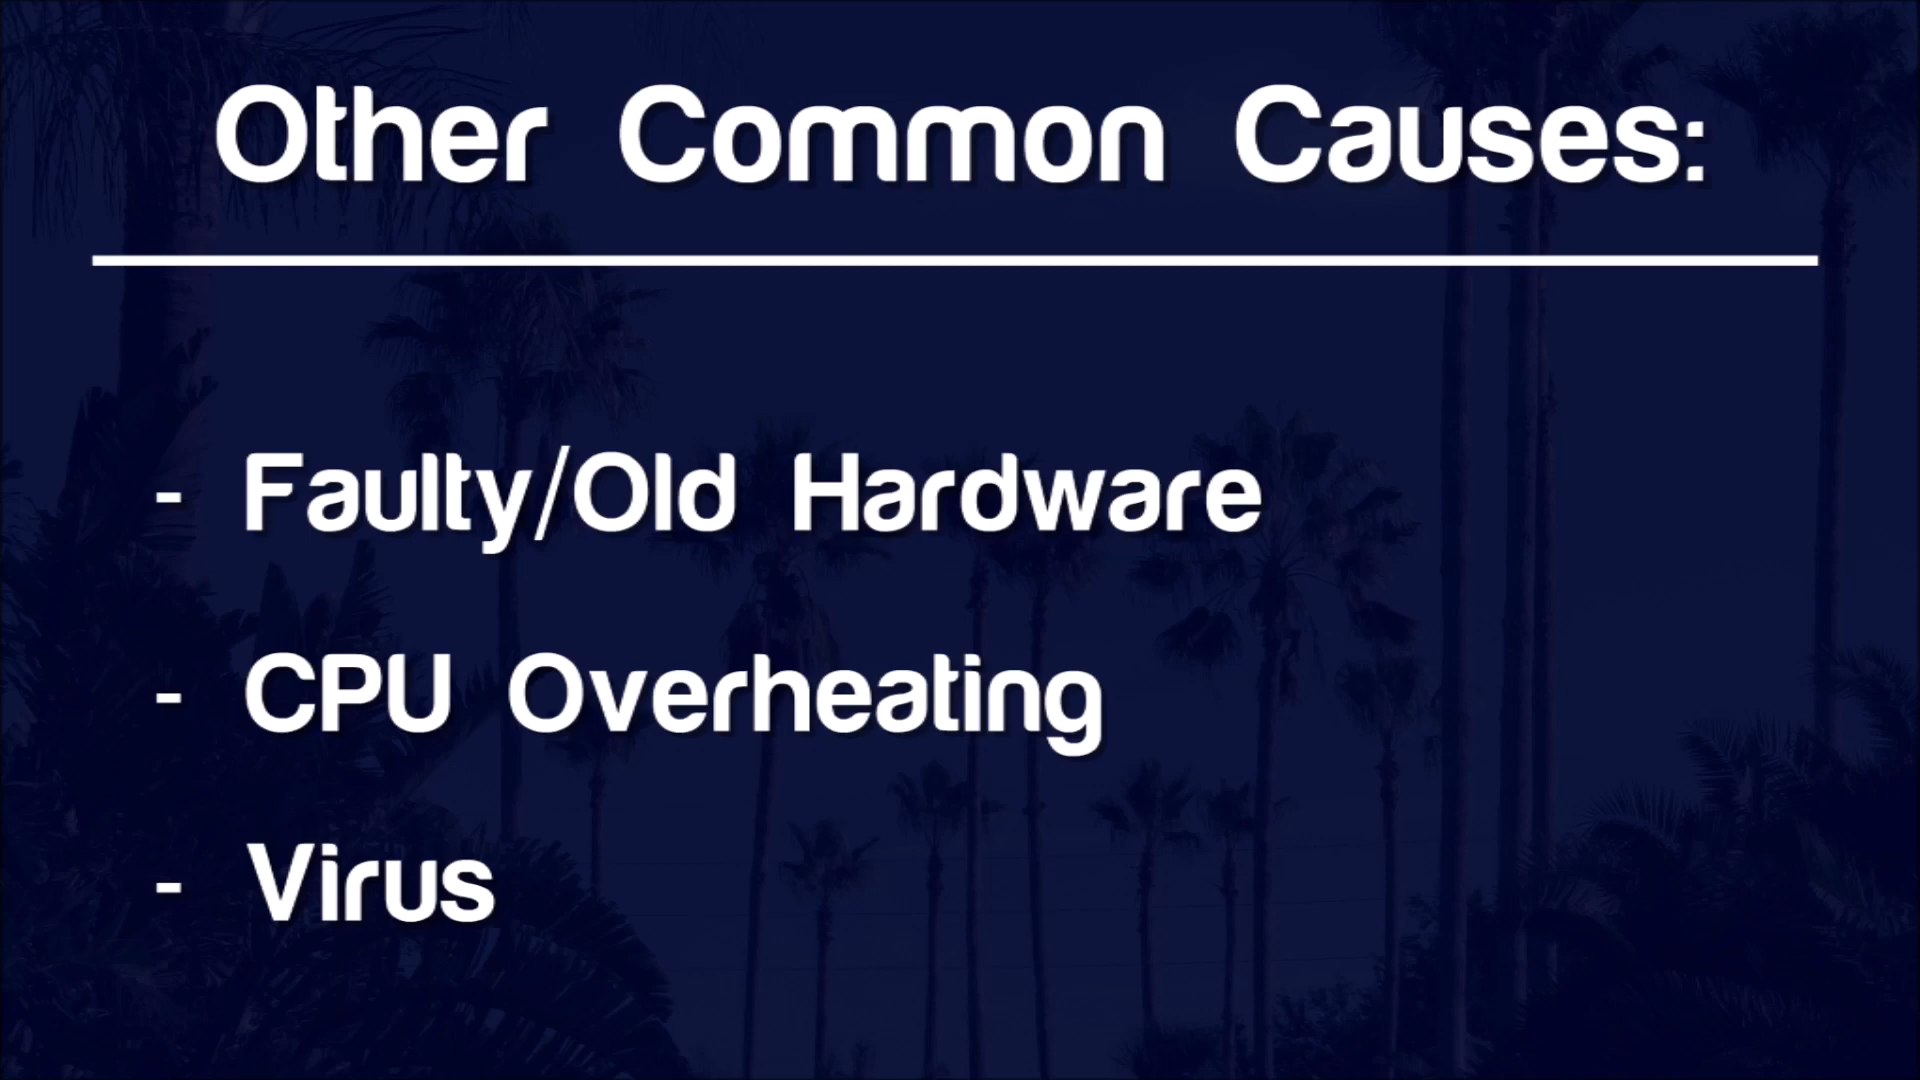 Other Common Causes:
- Faulty/Old Hardware
- CPU Overheating
- Virus